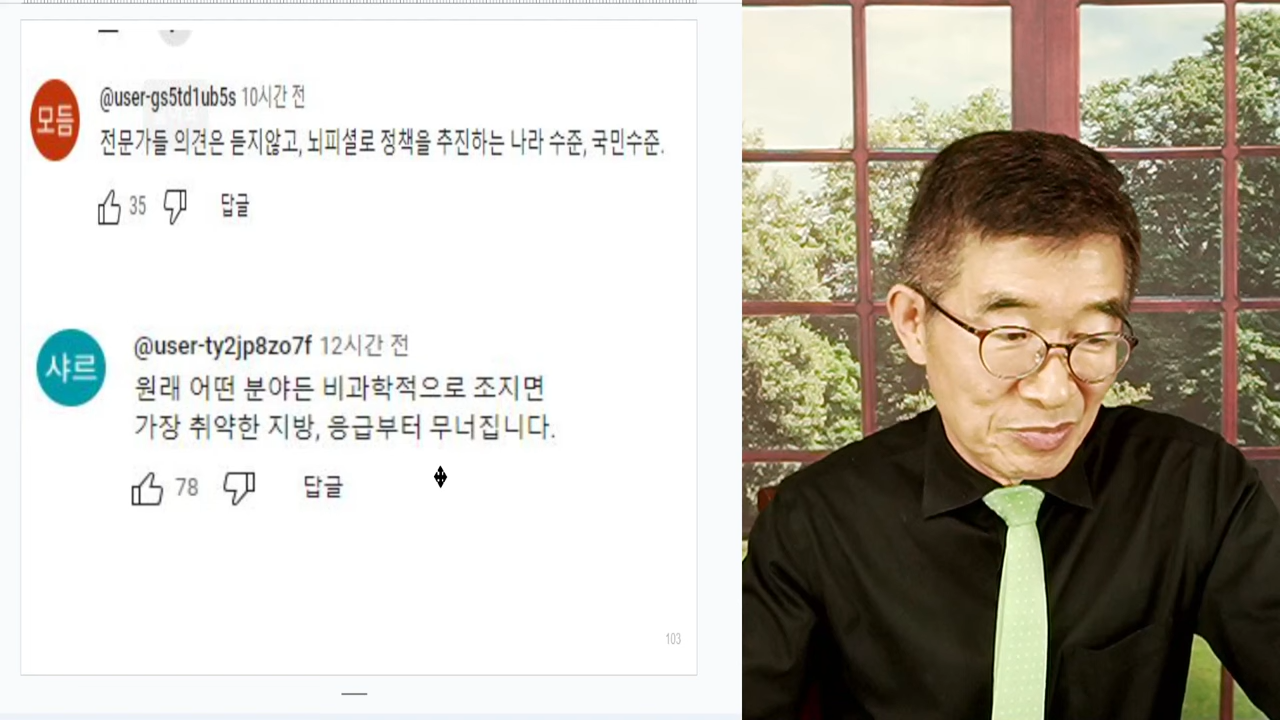 모듬
@user-gs5td1ub5s 10시간 전
전문가들 의견은 듣지않고, 뇌피셜로 정책을 추진하는 나라 수준, 국민수준.
35 답글
샤르
@user-ty2jp8zo7f 12시간 전
원래 어떤 분야든 비과학적으로 조지면
가장 취약한 지방, 응급부터 무너집니다.
78 답글
103